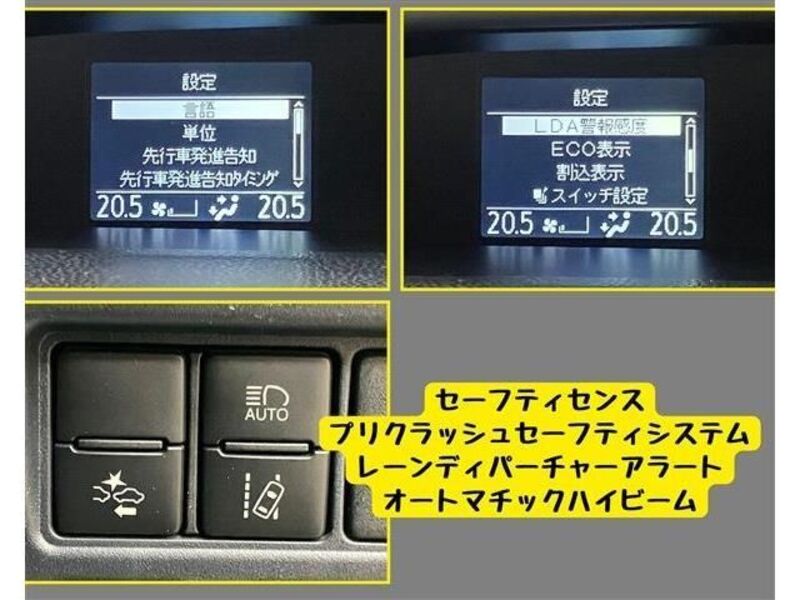 設定
言語
単位
先行車発進告知
先行車発進告知タイミング
20.5
20.5
設定
LDA警報感度
ECO表示
割込表示
スイッチ設定
20.5
20.5
AUTO
セーフティセンス
プリクラッシュセーフティシステム
レーンディパーチャーアラート
オートマチックハイビーム